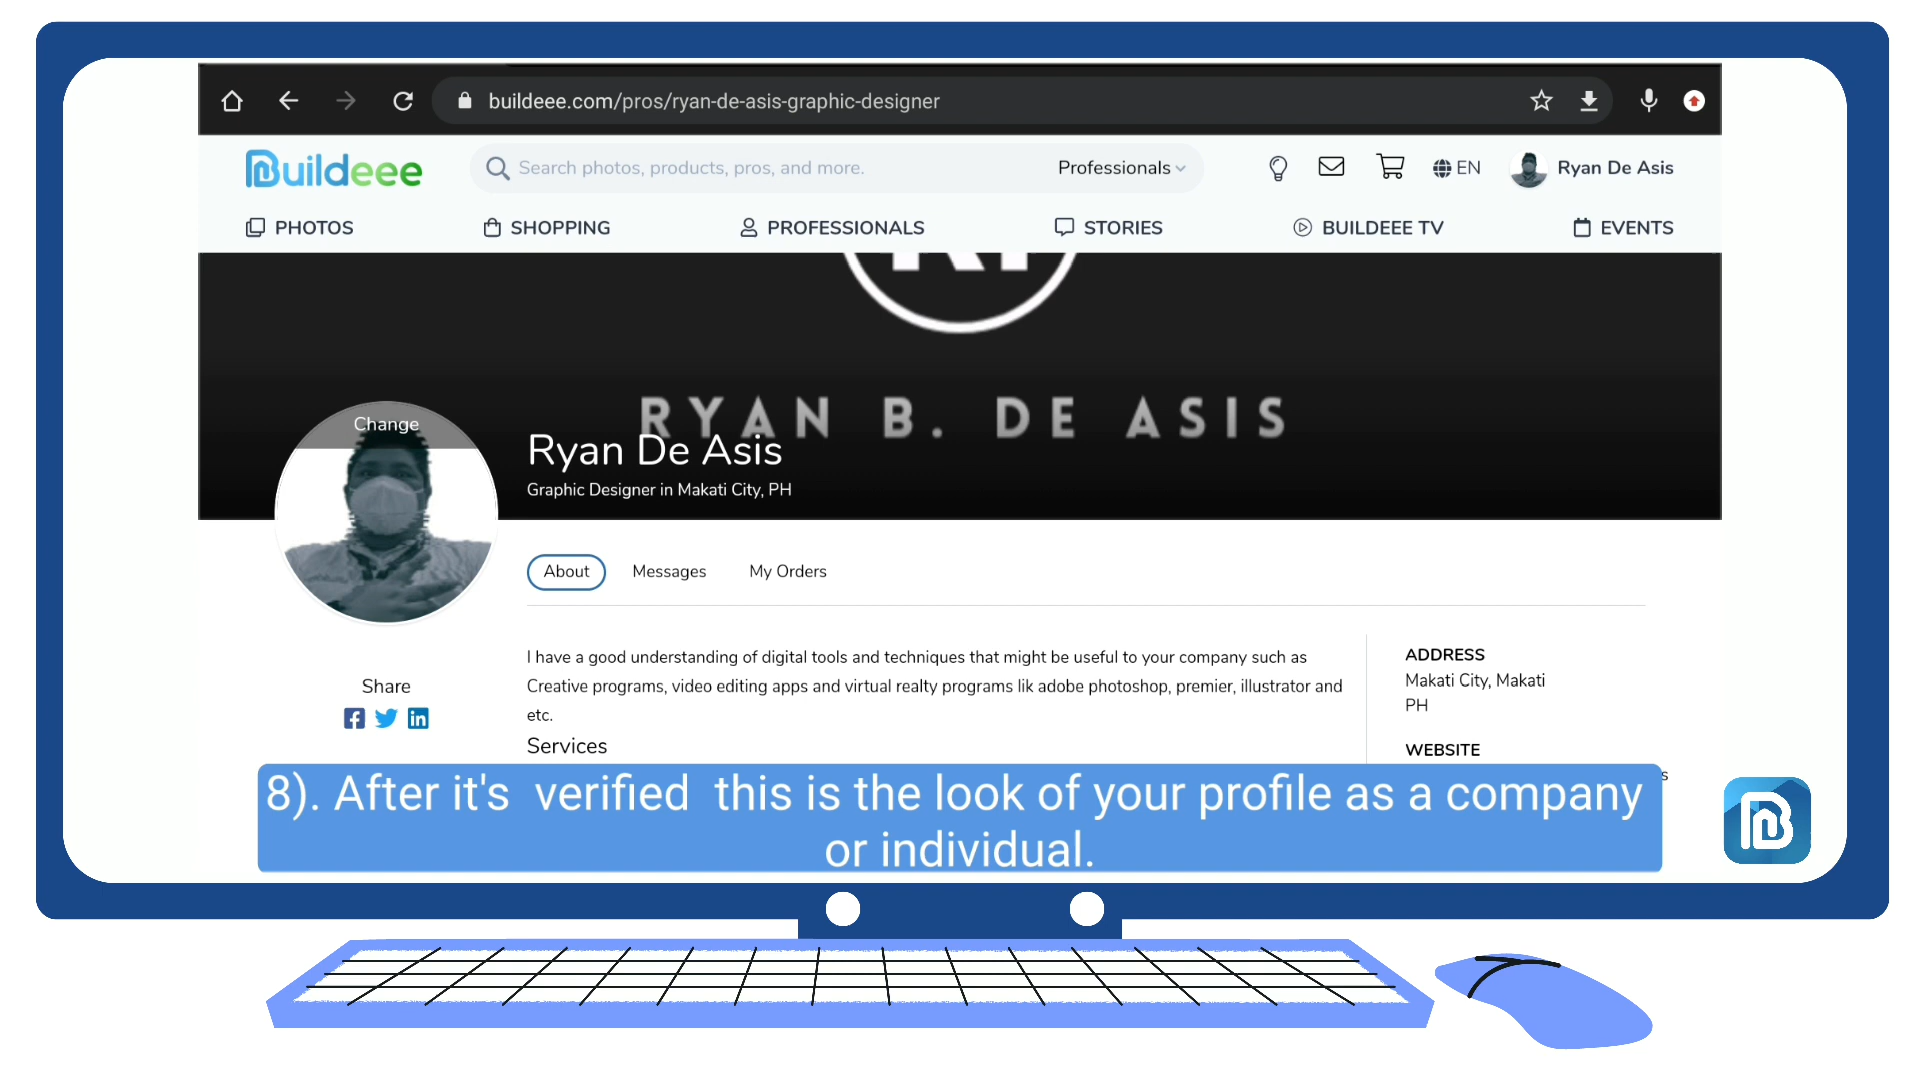 buildeee.com/pros/ryan-de-asis-graphic-designer
Buildeee
Search photos, products, pros, and more.
Professionals
EN
Ryan De Asis
PHOTOS
SHOPPING
PROFESSIONALS
STORIES
BUILDEEE TV
EVENTS
RYAN B. DE ASIS
Change
Ryan De Asis
Graphic Designer in Makati City, PH
About
Messages
My Orders
I have a good understanding of digital tools and techniques that might be useful to your company such as
Creative programs, video editing apps and virtual realty programs lik adobe photoshop, premier, illustrator and
etc.
Services
Share
ADDRESS
Makati City, Makati
PH
WEBSITE
8). After it's verified this is the look of your profile as a company
or individual.